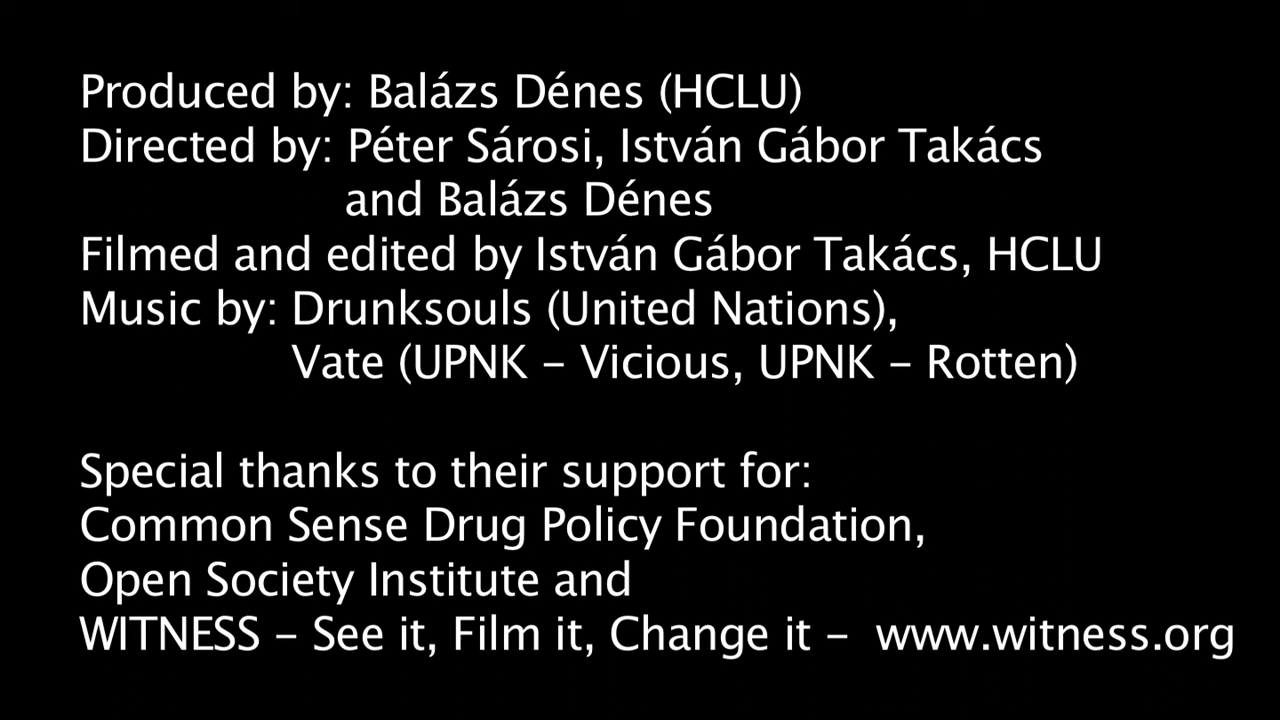 Produced by: Balázs Dénes (HCLU)
Directed by: Péter Sárosi, István Gábor Takács
and Balázs Dénes
Filmed and edited by István Gábor Takács, HCLU
Music by: Drunksouls (United Nations),
Vate (UPNK - Vicious, UPNK - Rotten)
Special thanks to their support for:
Common Sense Drug Policy Foundation,
Open Society Institute and
WITNESS - See it, Film it, Change it - www.witness.org